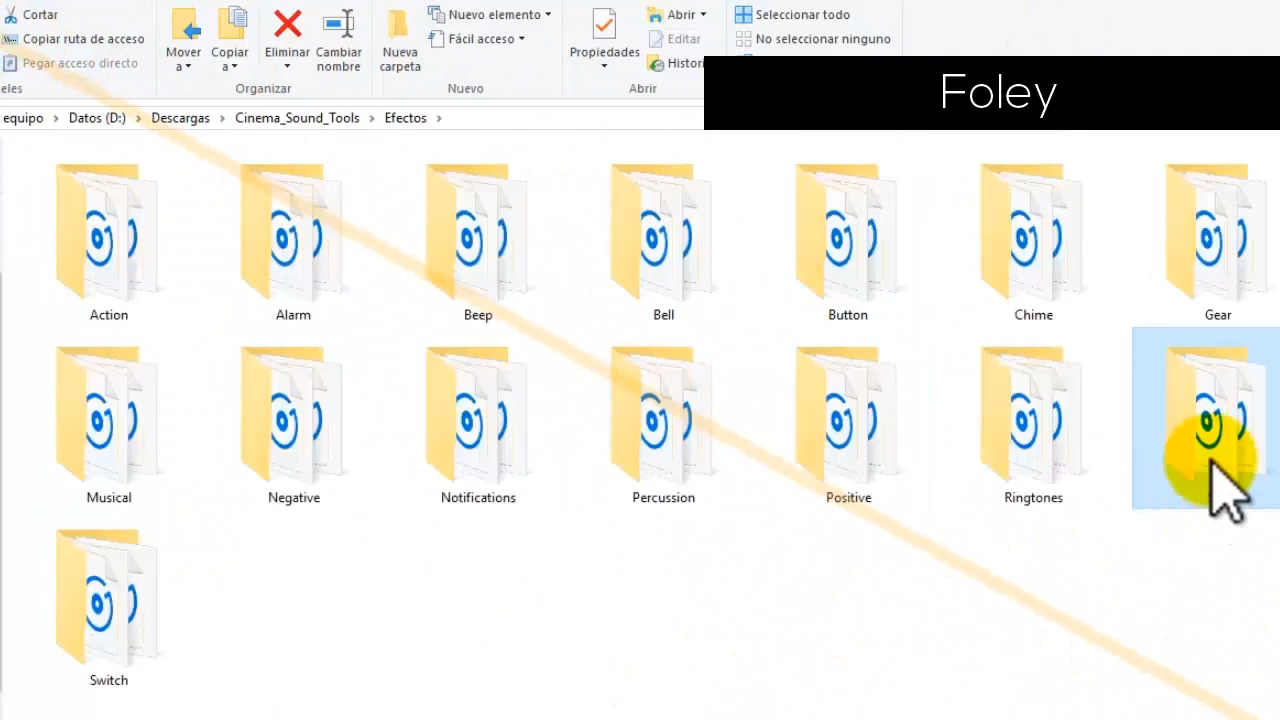 Cortar
Copiar ruta de acceso
Pegar acceso directo
eles
Mover
a
Copiar
a
Eliminar
Cambiar
nombre
Organizar
Nueva
carpeta
Nuevo elemento
Fácil acceso
Nuevo
Propiedades
Abrir
Editar
Histori
Abrir
Seleccionar todo
No seleccionar ninguno
Foley
equipo > Datos (D:) > Descargas > Cinema_Sound_Tools > Efectos >
Action Alarm Beep Bell Button Chime Gear
Musical Negative Notifications Percussion Positive Ringtones
Switch